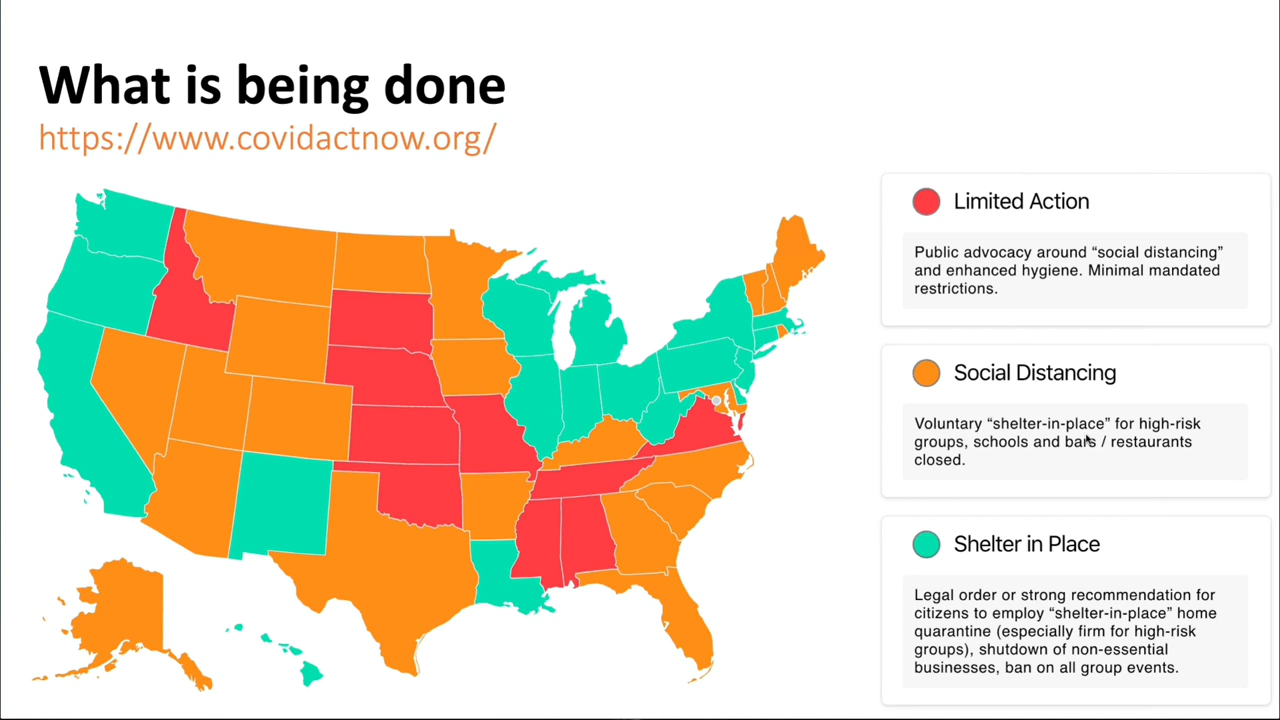 What is being done
https://www.covidactnow.org/
Limited Action
Public advocacy around “social distancing”
and enhanced hygiene. Minimal mandated
restrictions.
Social Distancing
Voluntary “shelter-in-place” for high-risk
groups, schools and bars / restaurants
closed.
Shelter in Place
Legal order or strong recommendation for
citizens to employ “shelter-in-place” home
quarantine (especially firm for high-risk
groups), shutdown of non-essential
businesses, ban on all group events.